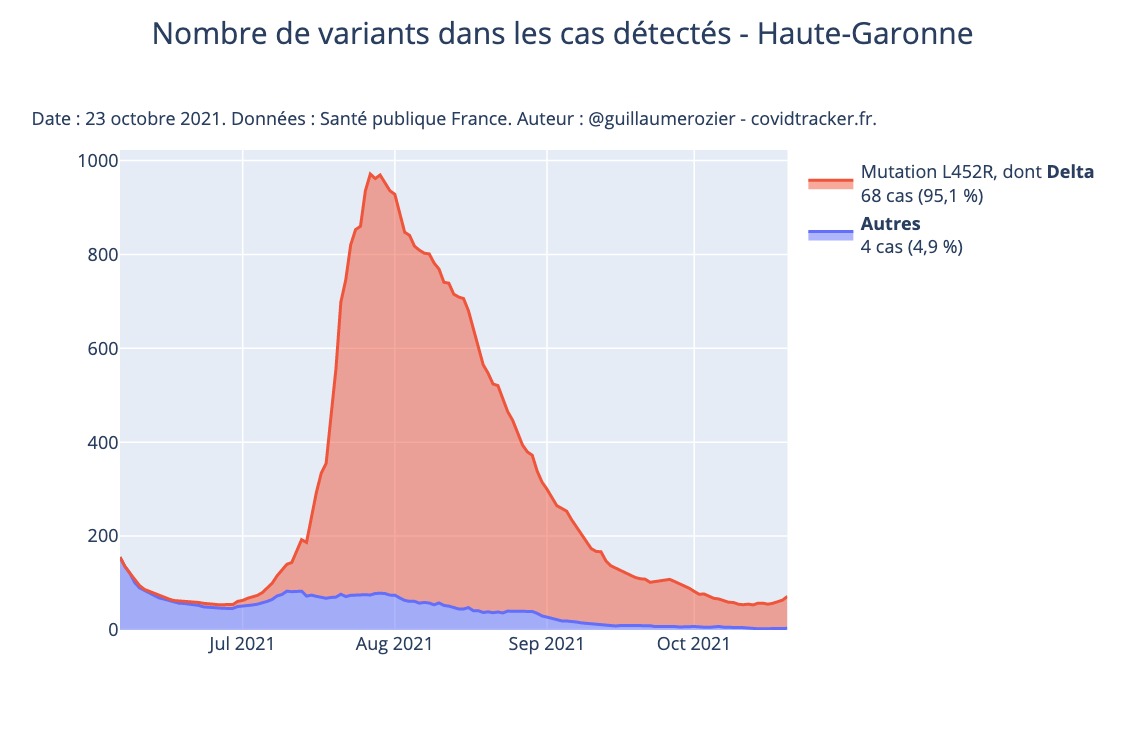 Nombre de variants dans les cas détectés - Haute-Garonne
Date : 23 octobre 2021. Données : Santé publique France. Auteur : @guillaumerozier - covidtracker.fr.
1000
800
600
400
200
0
Jul 2021
Aug 2021
Sep 2021
Oct 2021
Mutation L452R, dont Delta
68 cas (95,1 %)
Autres
4 cas (4,9 %)